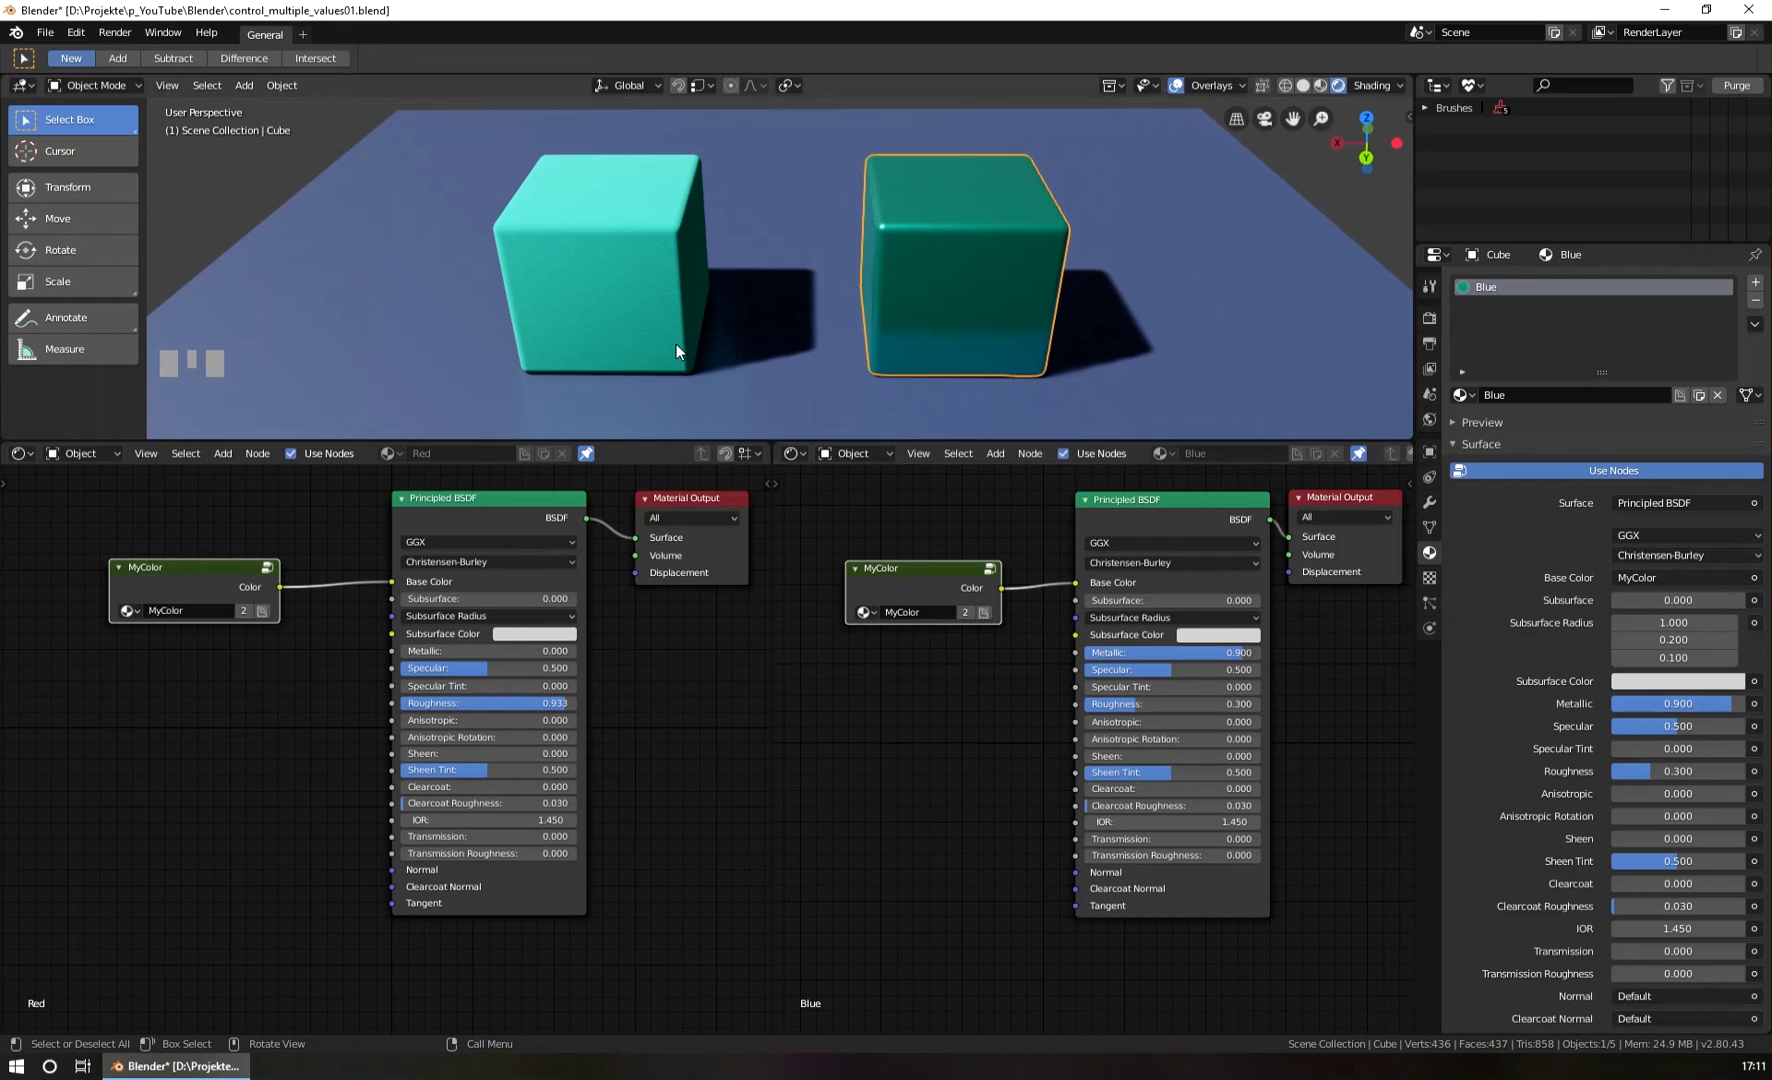 Blender* [D:\Projekte\p_YouTube\Blender\control_multiple_values01.blend]
File Edit Render Window Help General + Scene RenderLayer
New Add Subtract Difference Intersect
Object Mode View Select Add Object Global Overlays Shading Purge
Select Box
Cursor
Transform
Move
Rotate
Scale
Annotate
Measure
User Perspective
(1) Scene Collection | Cube
Z
X
Y
Brushes 5
Cube Blue
Blue
Blue
Preview
Surface
Use Nodes
Surface Principled BSDF
GGX
Christensen-Burley
Base Color MyColor
Subsurface 0.000
Subsurface Radius 1.000
0.200
0.100
Subsurface Color
Metallic 0.900
Specular 0.500
Specular Tint 0.000
Roughness 0.300
Anisotropic 0.000
Anisotropic Rotation 0.000
Sheen 0.000
Sheen Tint 0.500
Clearcoat 0.000
Clearcoat Roughness 0.030
IOR 1.450
Transmission 0.000
Transmission Roughness 0.000
Normal Default
Clearcoat Normal Default
Object View Select Add Node Use Nodes Red
MyColor
Color
MyColor 2
Principled BSDF
BSDF
GGX
Christensen-Burley
Base Color
Subsurface: 0.000
Subsurface Radius
Subsurface Color
Metallic: 0.000
Specular: 0.500
Specular Tint: 0.000
Roughness: 0.933
Anisotropic: 0.000
Anisotropic Rotation: 0.000
Sheen: 0.000
Sheen Tint: 0.500
Clearcoat: 0.000
Clearcoat Roughness: 0.030
IOR: 1.450
Transmission: 0.000
Transmission Roughness: 0.000
Normal
Clearcoat Normal
Tangent
Material Output
All
Surface
Volume
Displacement
Red
Object View Select Add Node Use Nodes Blue
MyColor
Color
MyColor 2
Principled BSDF
BSDF
GGX
Christensen-Burley
Base Color
Subsurface: 0.000
Subsurface Radius
Subsurface Color
Metallic: 0.900
Specular: 0.500
Specular Tint: 0.000
Roughness: 0.300
Anisotropic: 0.000
Anisotropic Rotation: 0.000
Sheen: 0.000
Sheen Tint: 0.500
Clearcoat: 0.000
Clearcoat Roughness: 0.030
IOR: 1.450
Transmission: 0.000
Transmission Roughness: 0.000
Normal
Clearcoat Normal
Tangent
Material Output
All
Surface
Volume
Displacement
Blue
Select or Deselect All Box Select Rotate View Call Menu Scene Collection | Cube | Verts:436 | Faces:437 | Tris:858 | Objects:1/5 | Mem: 24.9 MB | v2.80.43
Blender* [D:\Projekte... 17:11